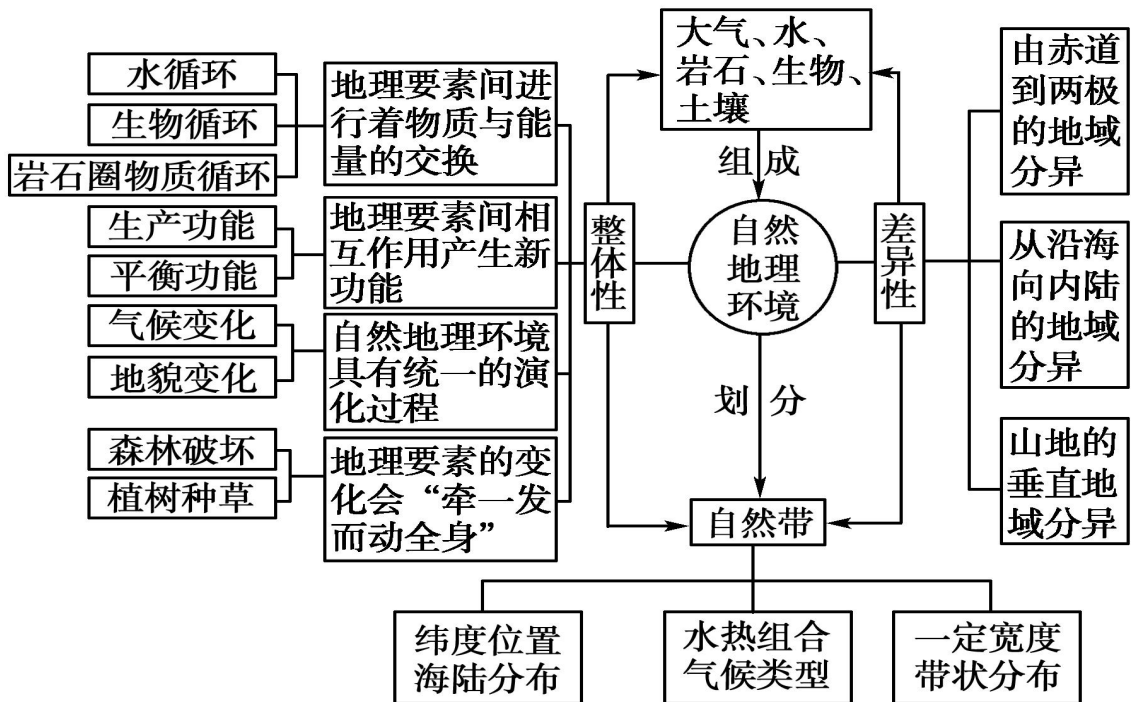 水循环
生物循环
岩石圈物质循环
生产功能
平衡功能
气候变化
地貌变化
森林破坏
植树种草
地理要素间进
行着物质与能
量的交换
地理要素间相
互作用产生新
功能
自然地理环境
具有统一的演
化过程
地理要素的变
化会“牵一发
而动全身”
整体性
大气、水、
岩石、生物、
土壤
组成
自然
地理
环境
划分
自然带
差异性
由赤道
到两极
的地域
分异
从沿海
向内陆
的地域
分异
山地的
垂直地
域分异
纬度位置
海陆分布
水热组合
气候类型
一定宽度
带状分布